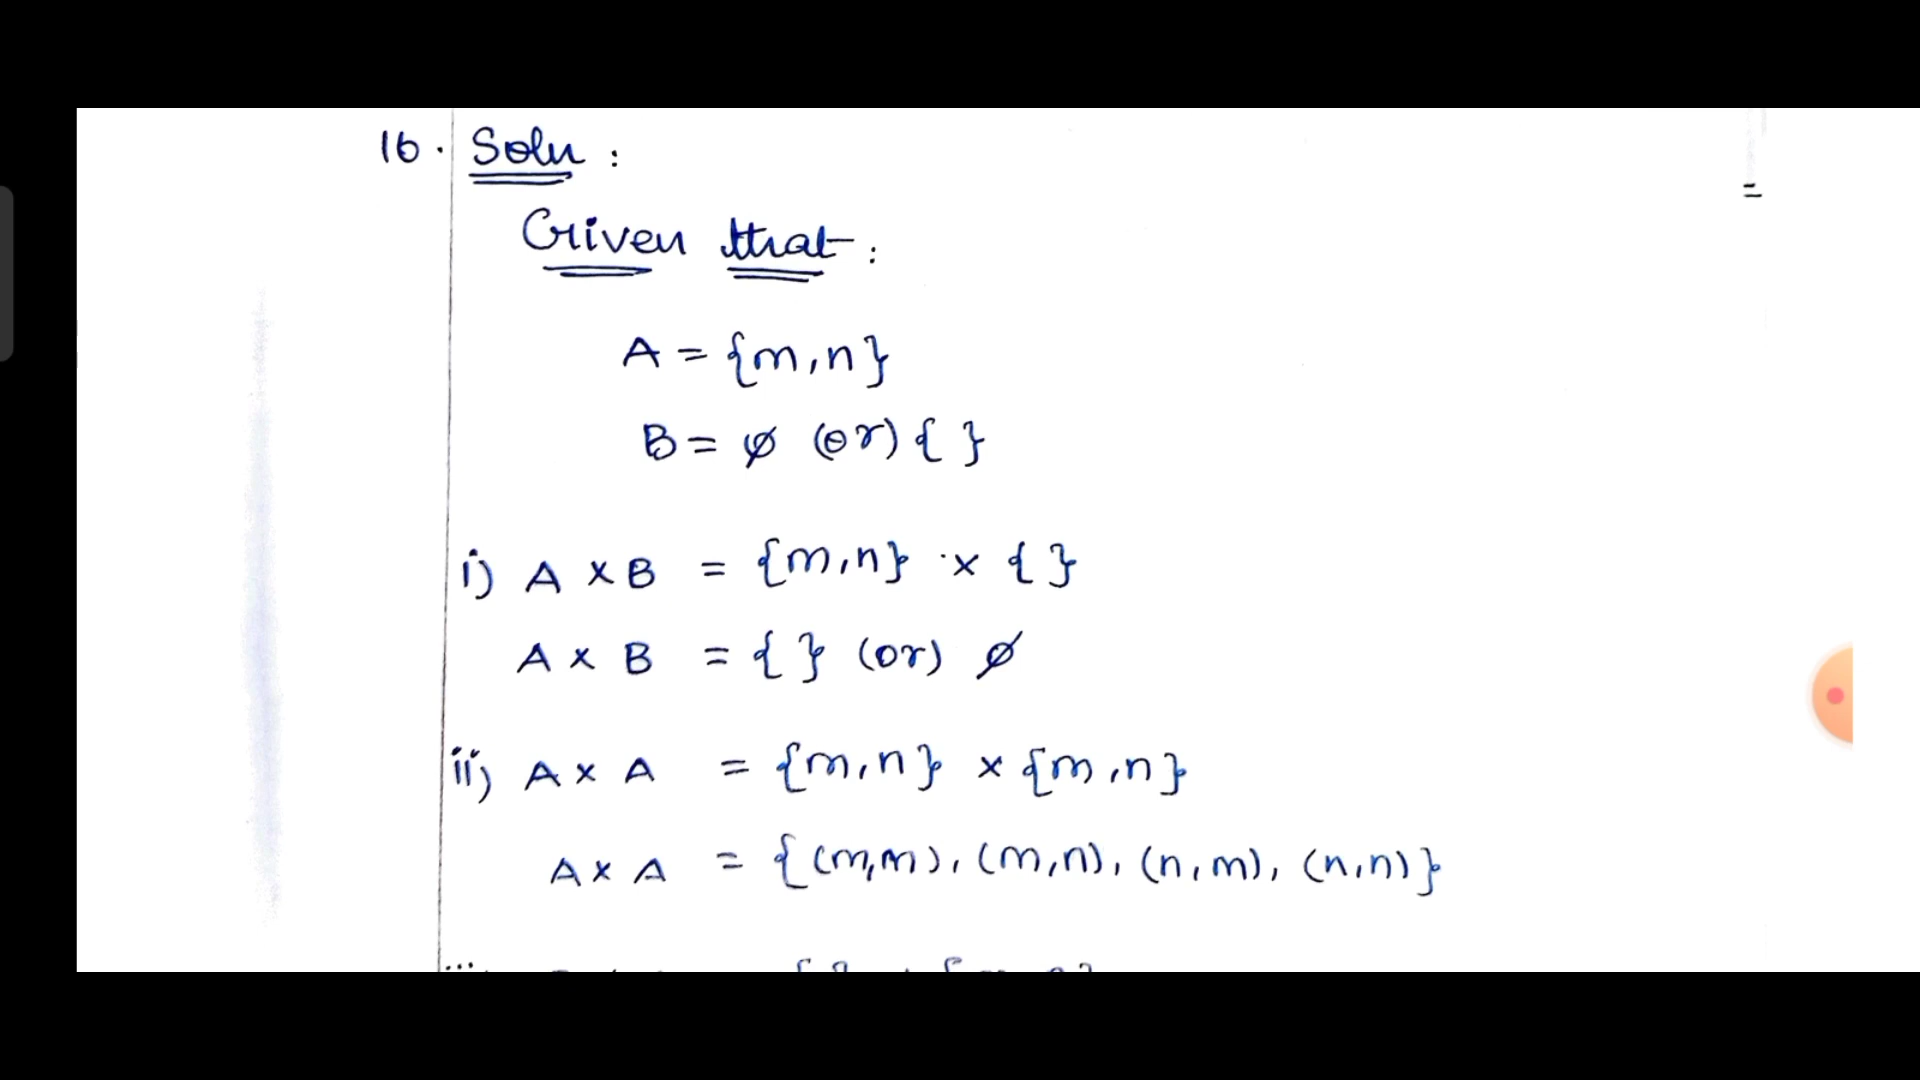 16. Soln :
Given that :
A = {m,n}
B = ϕ (or) { }
i) A × B = {m,n} × { }
A × B = { } (or) ϕ
ii) A × A = {m,n} × {m,n}
A × A = {(m,m), (m,n), (n,m), (n,n)}